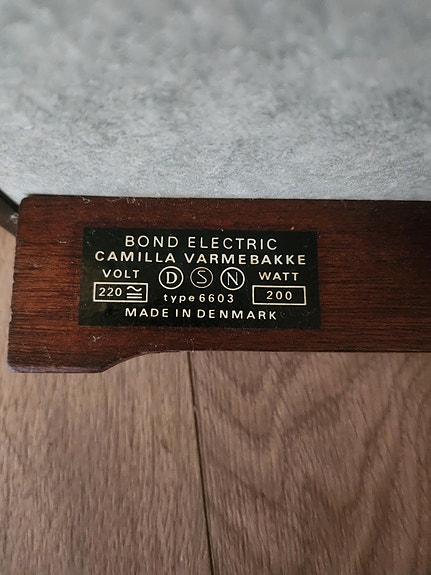 BOND ELECTRIC
CAMILLA VARMEBAKKE
VOLT D S N WATT
220 ≅ type 6603 200
MADE IN DENMARK